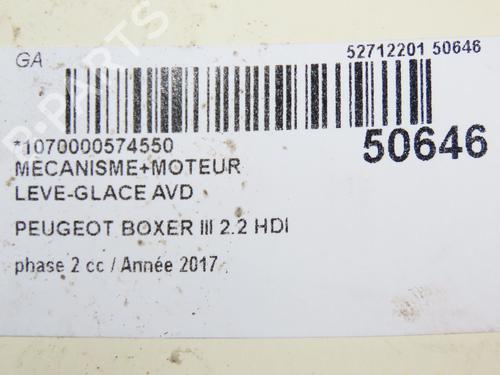 GA
52712201 50646
*1070000574550
50646
MECANISME+MOTEUR
LEVE-GLACE AVD
PEUGEOT BOXER III 2.2 HDI
phase 2 cc / Année 2017
B-PARTS